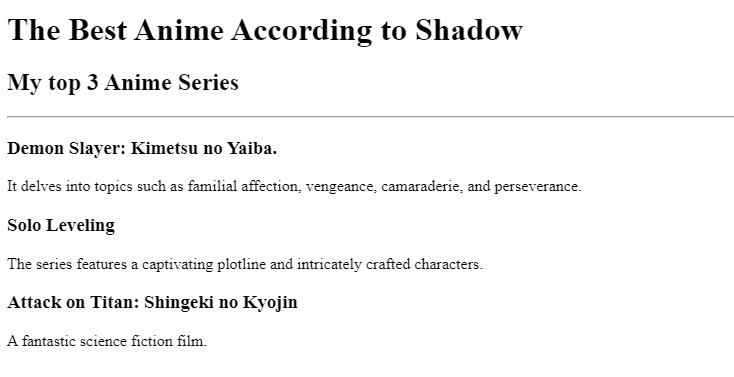 The Best Anime According to Shadow
My top 3 Anime Series
Demon Slayer: Kimetsu no Yaiba.
It delves into topics such as familial affection, vengeance, camaraderie, and perseverance.
Solo Leveling
The series features a captivating plotline and intricately crafted characters.
Attack on Titan: Shingeki no Kyojin
A fantastic science fiction film.